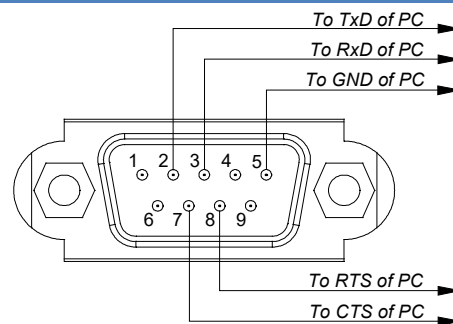 To TxD of PC
To RxD of PC
To GND of PC
1 2 3 4 5
6 7 8 9
To RTS of PC
To CTS of PC